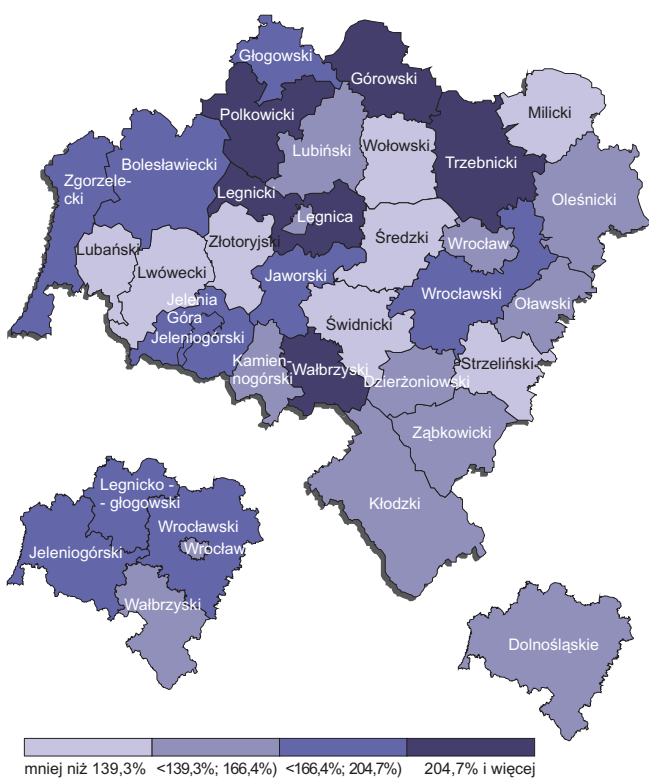 Głogowski
Górowski
Milicki
Polkowicki
Lubiński
Wołowski
Trzebnicki
Bolesławiecki
Zgorzele-
cki
Legnicki
Oleśnicki
Legnica
Lubański
Złotoryjski
Średzki
Wrocław
Lwówecki
Jaworski
Jelenia
Góra
Jeleniogórski
Wrocławski
Oławski
Świdnicki
Kamien-
nogórski
Wałbrzyski
Dzierżoniowski
Strzeliński
Ząbkowicki
Kłodzki
Legnicko -
- głogowski
Wrocławski
Wrocław
Jeleniogórski
Wałbrzyski
Dolnośląskie
mniej niż 139,3% <139,3%; 166,4%) <166,4%; 204,7%) 204,7% i więcej